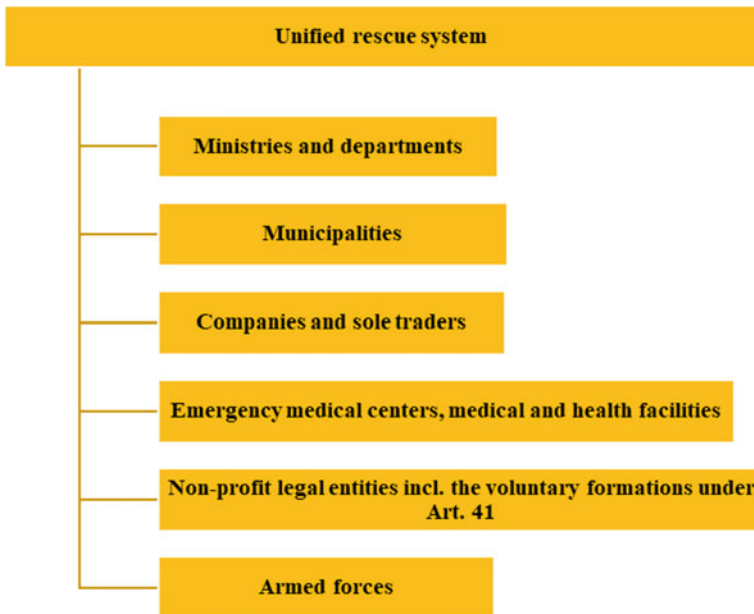 Unified rescue system
Ministries and departments
Municipalities
Companies and sole traders
Emergency medical centers, medical and health facilities
Non-profit legal entities incl. the voluntary formations under
Art. 41
Armed forces